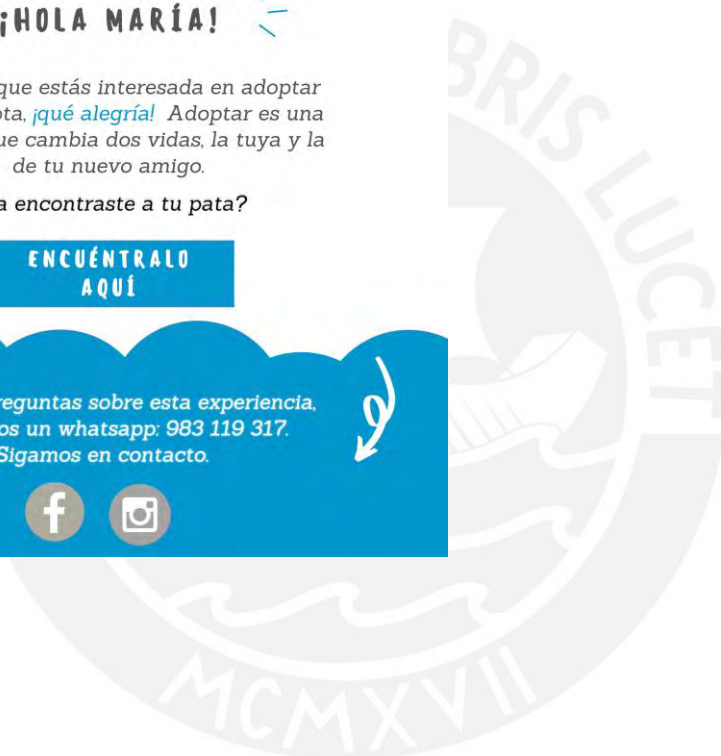 ¡HOLA MARÍA!
que estás interesada en adoptar
ota, ¡qué alegría! Adoptar es una
ue cambia dos vidas, la tuya y la
de tu nuevo amigo.
a encontraste a tu pata?
ENCUÉNTRALO
AQUÍ
reguntas sobre esta experiencia,
os un whatsapp: 983 119 317.
Sigamos en contacto.
BRIS LUCET
MCMXVII